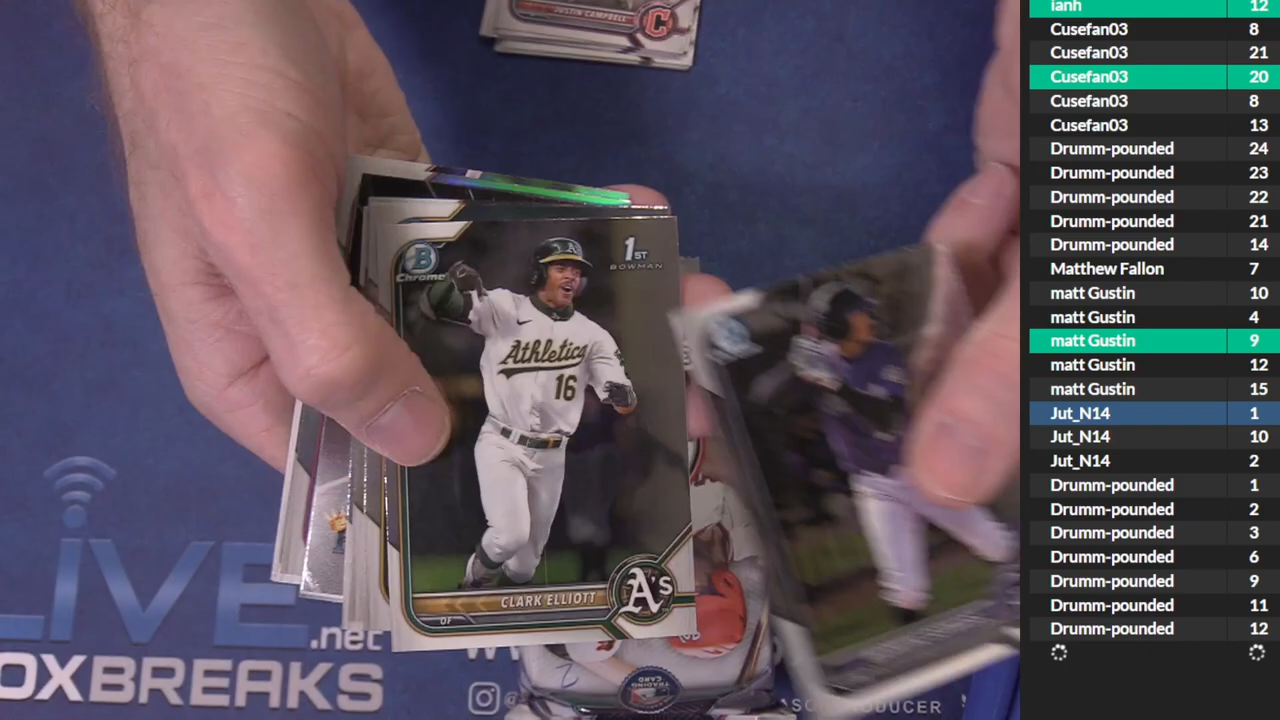 JUSTIN CAMPBELL
C
B
Chrome
1ST
BOWMAN
A's
Athletics
16
CLARK ELLIOTT
OF
A's
LiVE
.net
OXBREAKS
TRADING
CARD
ianh 12
Cusefan03 8
Cusefan03 21
Cusefan03 20
Cusefan03 8
Cusefan03 13
Drumm-pounded 24
Drumm-pounded 23
Drumm-pounded 22
Drumm-pounded 21
Drumm-pounded 14
Matthew Fallon 7
matt Gustin 10
matt Gustin 4
matt Gustin 9
matt Gustin 12
matt Gustin 15
Jut_N14 1
Jut_N14 10
Jut_N14 2
Drumm-pounded 1
Drumm-pounded 2
Drumm-pounded 3
Drumm-pounded 6
Drumm-pounded 9
Drumm-pounded 11
Drumm-pounded 12